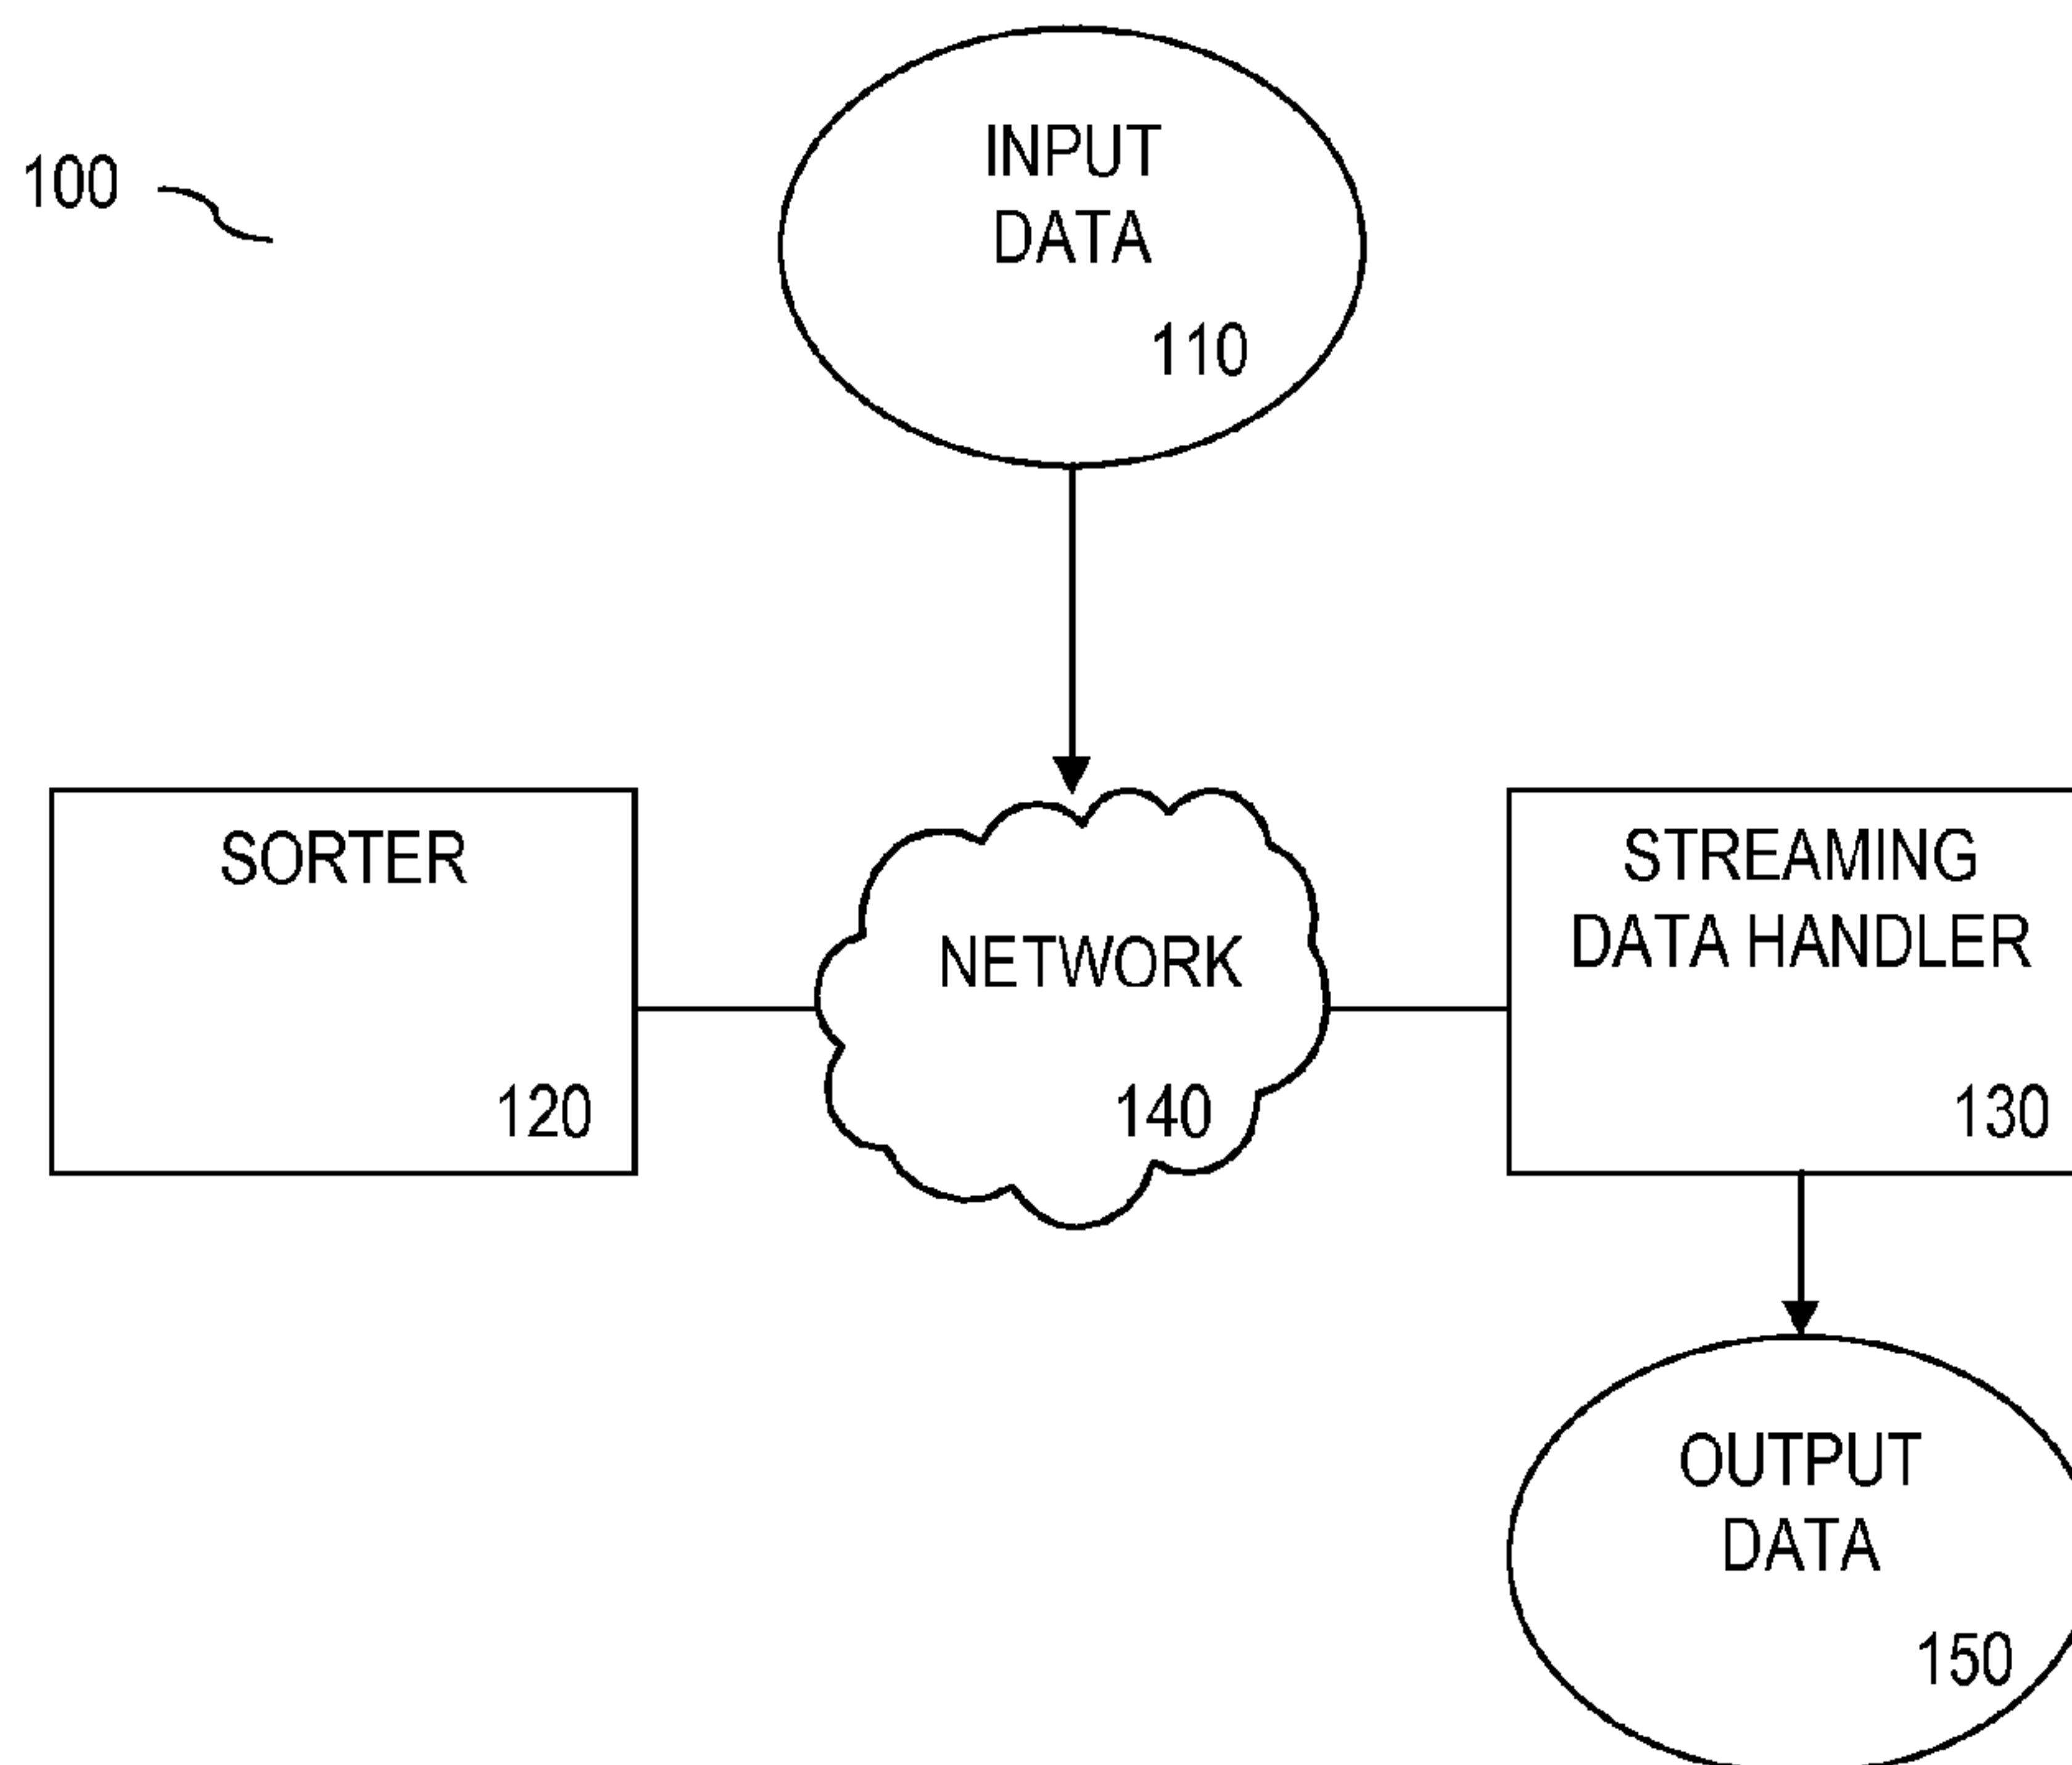 100
INPUT
DATA
110
SORTER
120
NETWORK
140
STREAMING
DATA HANDLER
130
OUTPUT
DATA
150